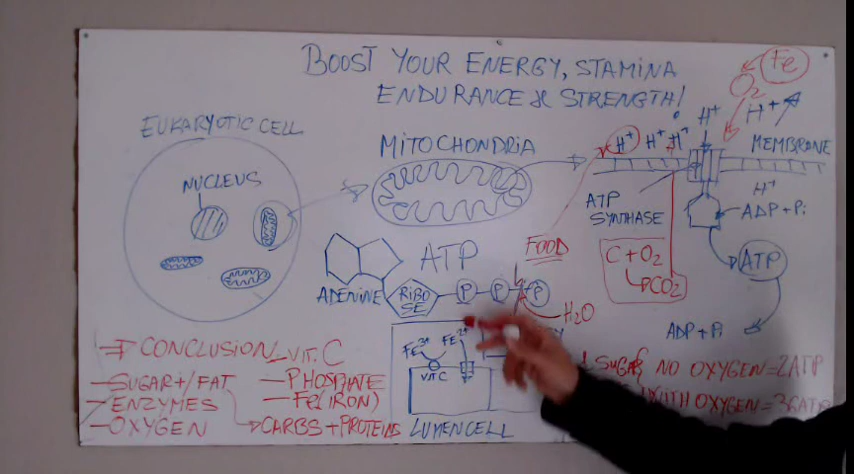 BOOST YOUR ENERGY, STAMINA
ENDURANCE & STRENGTH!
Fe
O2
H+
H+
EUKARYOTIC CELL
MITOCHONDRIA
H+ H+ H+
MEMBRANE
NUCLEUS
ATP
SYNTHASE
H+
ADP+Pi
FOOD
C+O2
CO2
ATP
ATP
ADENINE
RIBO
SE
P
P
P
H2O
ADP+Pi
CONCLUSION
VIT. C
FE3+
FE2+
VIT C
SUGAR+/FAT
ENZYMES
OXYGEN
PHOSPHATE
Fe(IRON)
CARBS+PROTEINS
LUMEN CELL
SUGAR NO OXYGEN=2ATP
WITH OXYGEN=36ATP